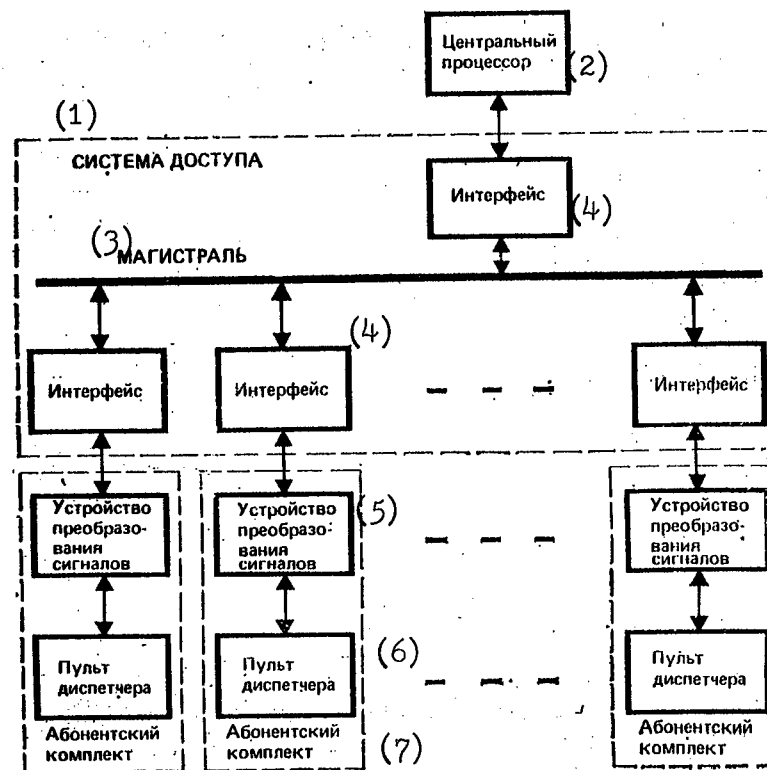 Центральный
процессор
(2)
(1)
СИСТЕМА ДОСТУПА
Интерфейс
(4)
(3)
МАГИСТРАЛЬ
(4)
Интерфейс
Интерфейс
Интерфейс
Устройство
преобразо-
вания
сигналов
Устройство
преобразо-
вания
сигналов
(5)
Устройство
преобразо-
вания
сигналов
Пульт
диспетчера
Пульт
диспетчера
(6)
Пульт
диспетчера
Абонентский
комплект
Абонентский
комплект
(7)
Абонентский
комплект